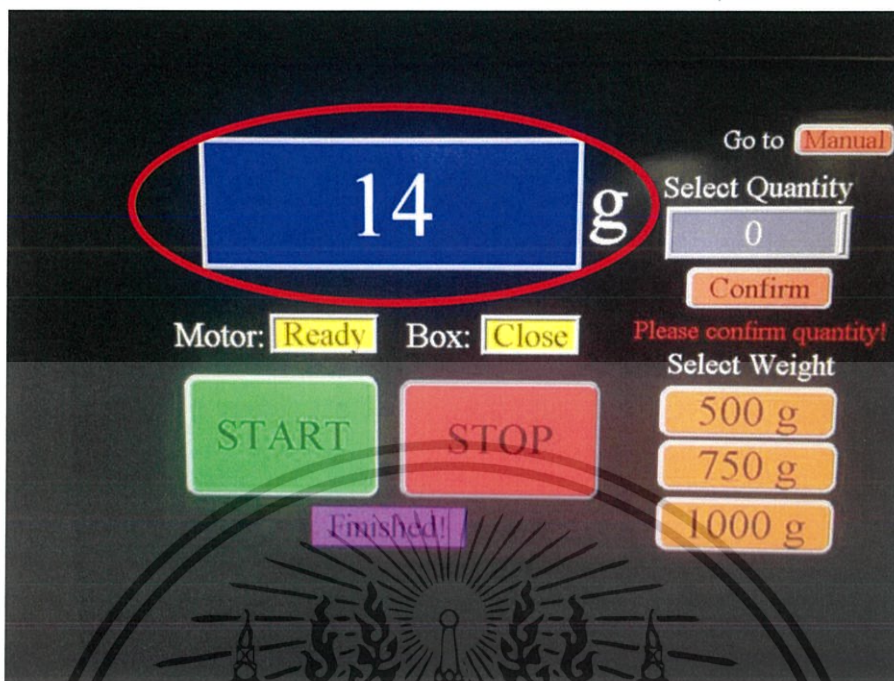 Go to Manual
14 g
Select Quantity
0
Confirm
Motor: Ready Box: Close
Please confirm quantity!
Select Weight
START STOP
500 g
750 g
1000 g
Finished!